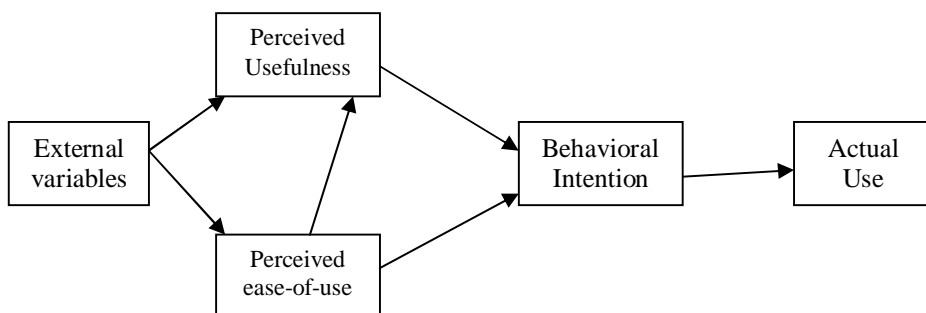 Perceived
Usefulness
External
variables
Behavioral
Intention
Actual
Use
Perceived
ease-of-use